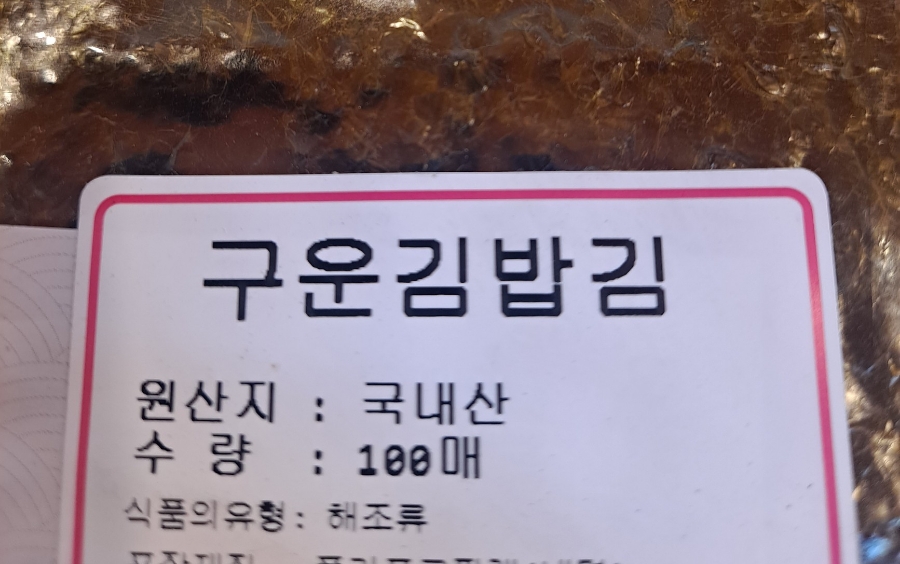 구운김밥김
원산지 : 국내산
수 량 : 100매
식품의유형: 해조류